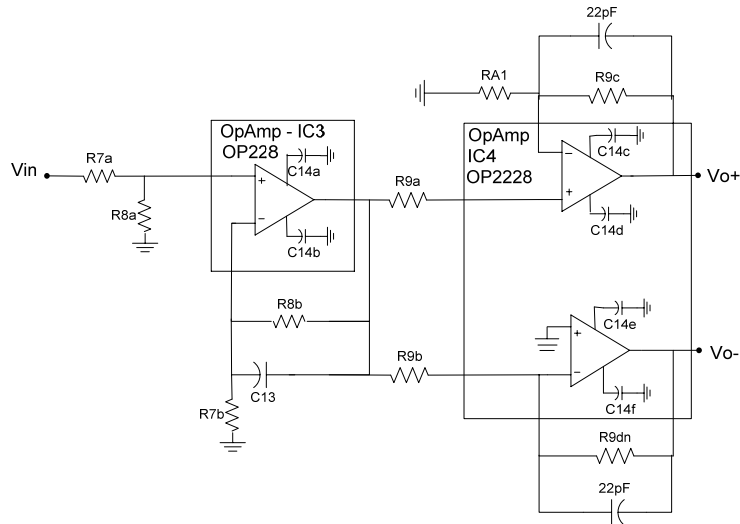 22pF
RA1
R9c
OpAmp - IC3
OP228
OpAmp
IC4
OP2228
C14a
C14c
Vin
R7a
R9a
Vo+
R8a
C14b
C14d
R8b
C14e
R9b
Vo-
C13
R7b
C14f
R9dn
22pF
+
−
−
+
+
−